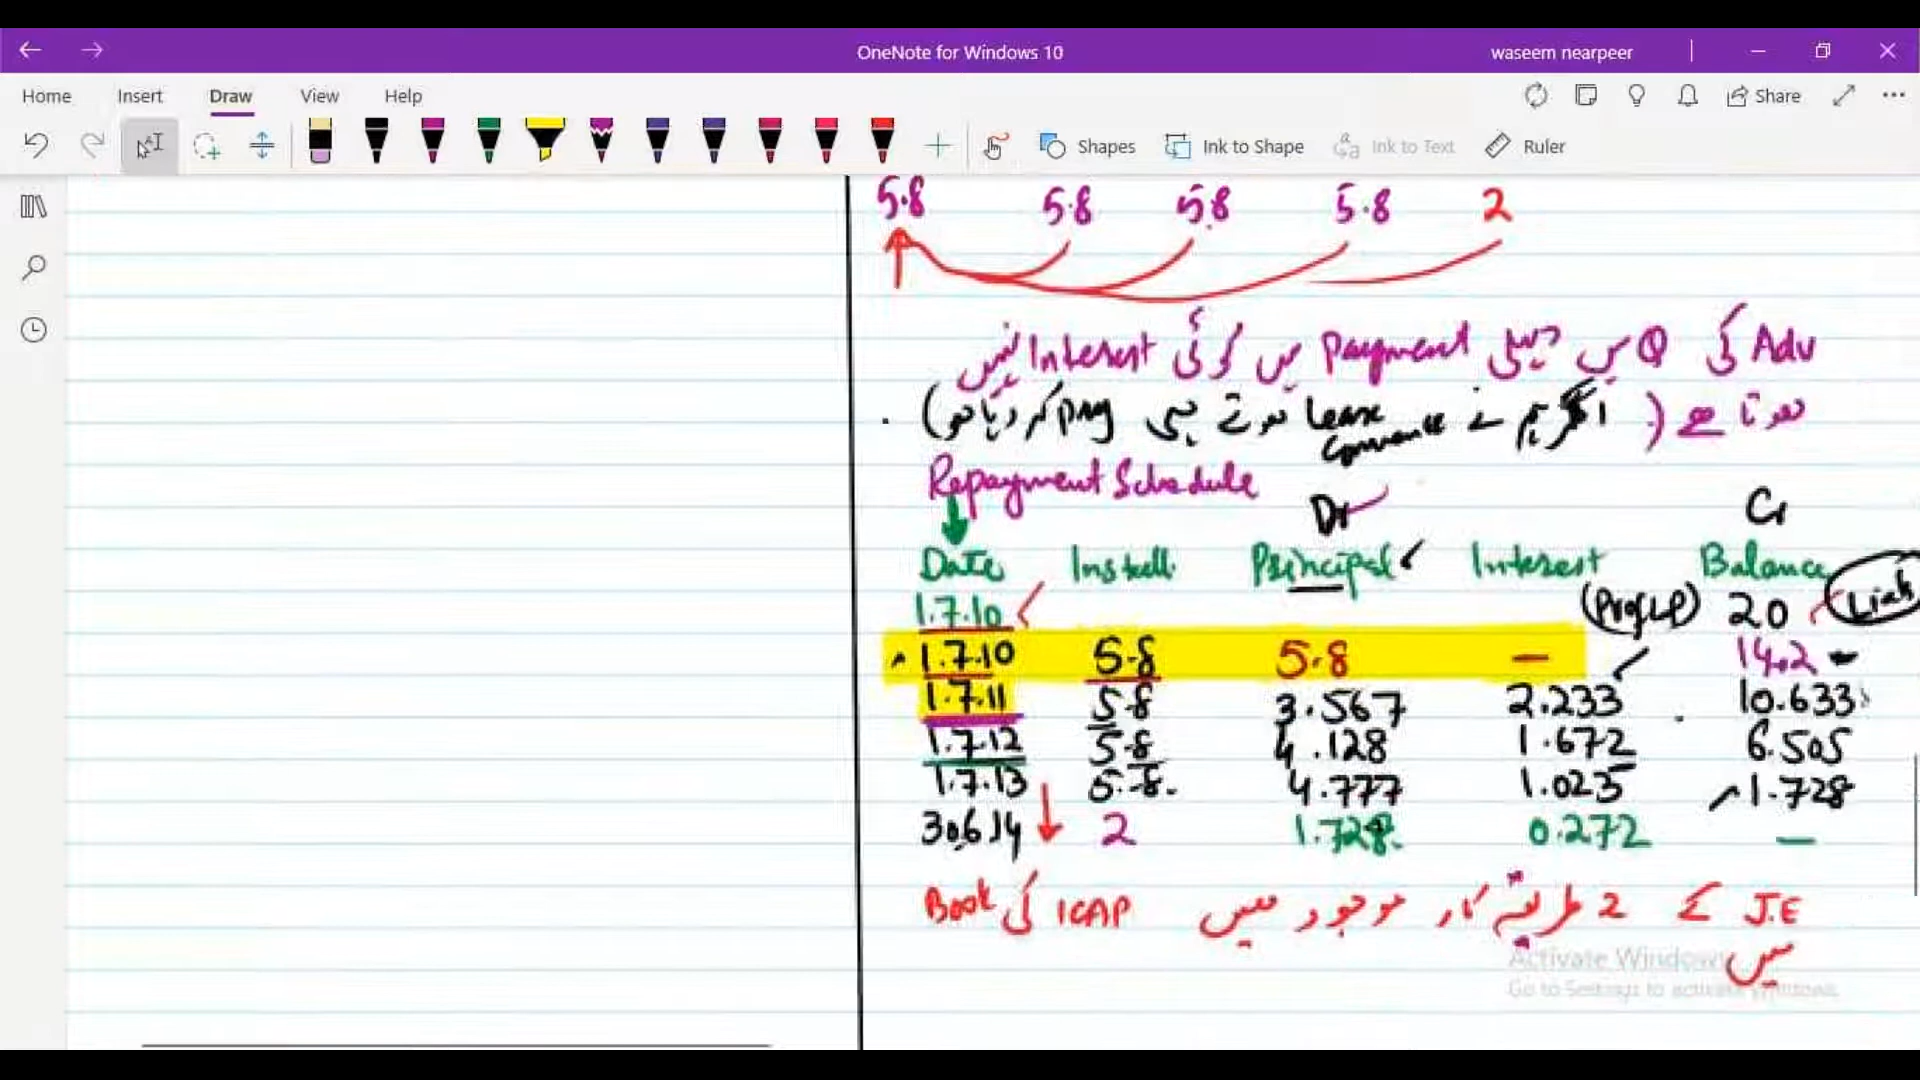 OneNote for Windows 10
waseem nearpeer
Home Insert Draw View Help
Share
Shapes Ink to Shape Ink to Text Ruler
5.8 5.8 5.8 5.8 2
Adv کی Q میں پہلی Payment میں کوئی Interest نہیں
ہوتا ہے (اگر ہم نے Lease Commence ہوتے ہی pay کر دیا ہو)
Repayment Schedule
Dr Cr
Date Install Principal Interest Balance
1.7.10 20
1.7.10 5.8 5.8 — 14.2
1.7.11 5.8 3.567 2.233 10.633
1.7.12 5.8 4.128 1.672 6.505
1.7.13 5.8 4.777 1.023 1.728
30.6.14 2 1.728 0.272 —
J.E کے 2 طریقہ کار موجود ہیں ICAP کی Book
میں
Activate Windows
Go to Settings to activate Windows.